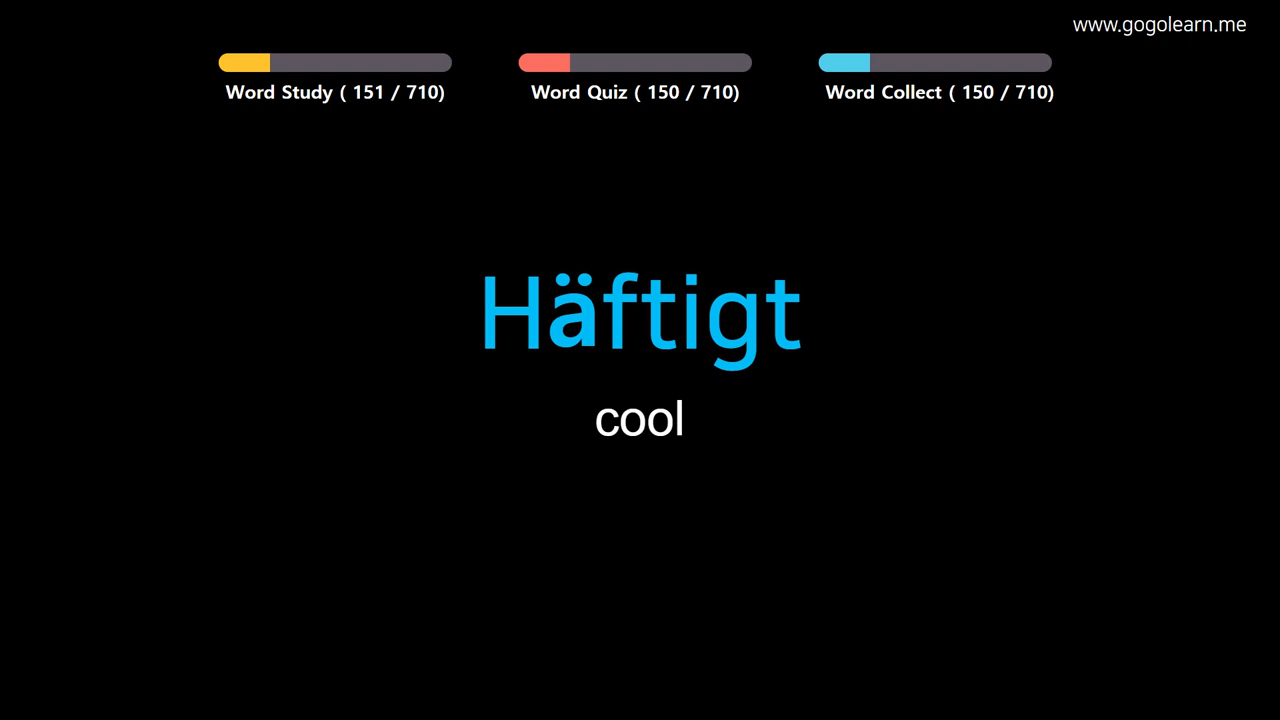 www.gogolearn.me
Word Study ( 151 / 710)
Word Quiz ( 150 / 710)
Word Collect ( 150 / 710)
Häftigt
cool